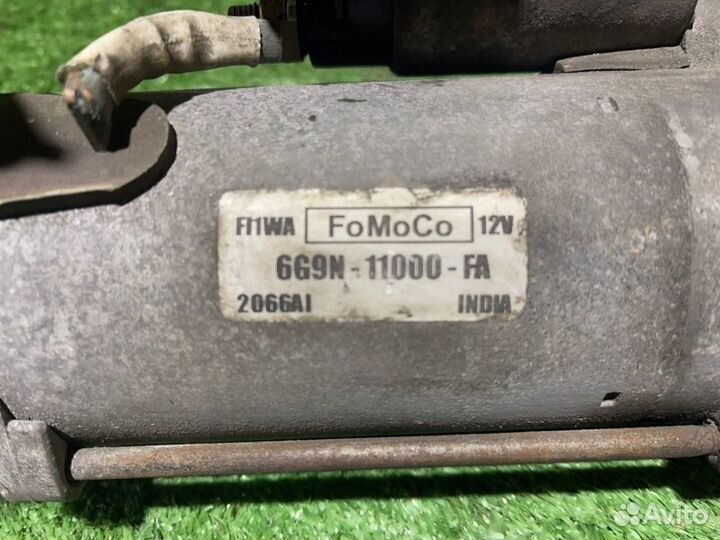 FI1WA FoMoCo 12V
6G9N-11000-FA
2066AI INDIA
Avito